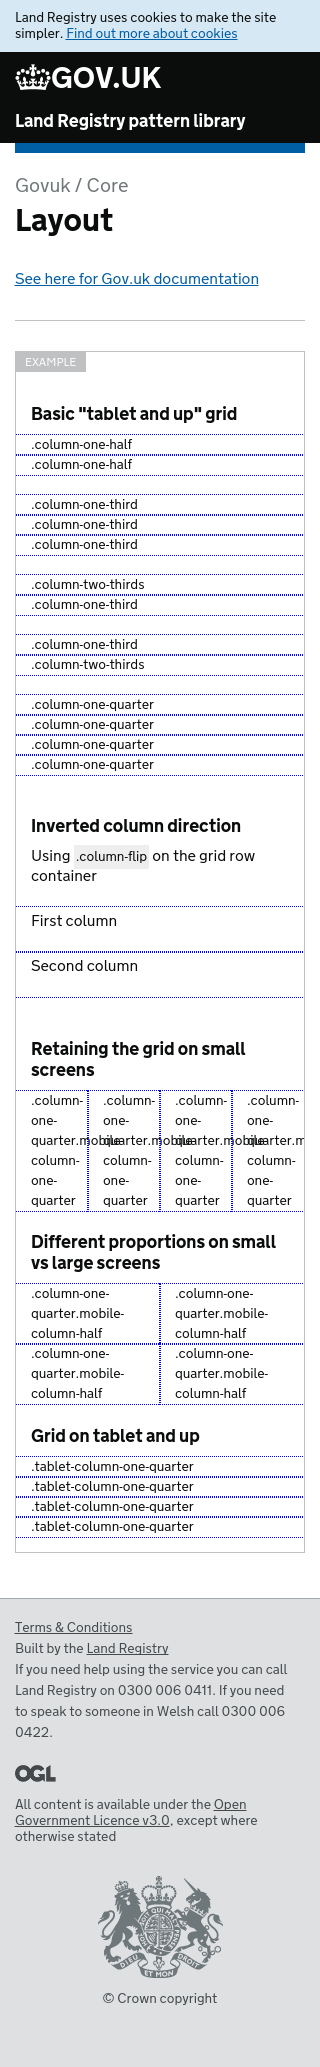 Land Registry uses cookies to make the site
simpler. Find out more about cookies
GOV.UK
Land Registry pattern library
Govuk / Core
Layout
See here for Gov.uk documentation
EXAMPLE
Basic "tablet and up" grid
.column-one-half
.column-one-half
.column-one-third
.column-one-third
.column-one-third
.column-two-thirds
.column-one-third
.column-one-third
.column-two-thirds
.column-one-quarter
.column-one-quarter
.column-one-quarter
.column-one-quarter
Inverted column direction
Using .column-flip on the grid row
container
First column
Second column
Retaining the grid on small
screens
.column- .column- .column- .column-
one- one- one- one-
quarter.mobile- quarter.mobile- quarter.mobile- quarter.m
column- column- column- column-
one- one- one- one-
quarter quarter quarter quarter
Different proportions on small
vs large screens
.column-one- .column-one-
quarter.mobile- quarter.mobile-
column-half column-half
.column-one- .column-one-
quarter.mobile- quarter.mobile-
column-half column-half
Grid on tablet and up
.tablet-column-one-quarter
.tablet-column-one-quarter
.tablet-column-one-quarter
.tablet-column-one-quarter
Terms & Conditions
Built by the Land Registry
If you need help using the service you can call
Land Registry on 0300 006 0411. If you need
to speak to someone in Welsh call 0300 006
0422.
OGL
All content is available under the Open
Government Licence v3.0, except where
otherwise stated
DIEU ET MON DROIT
© Crown copyright